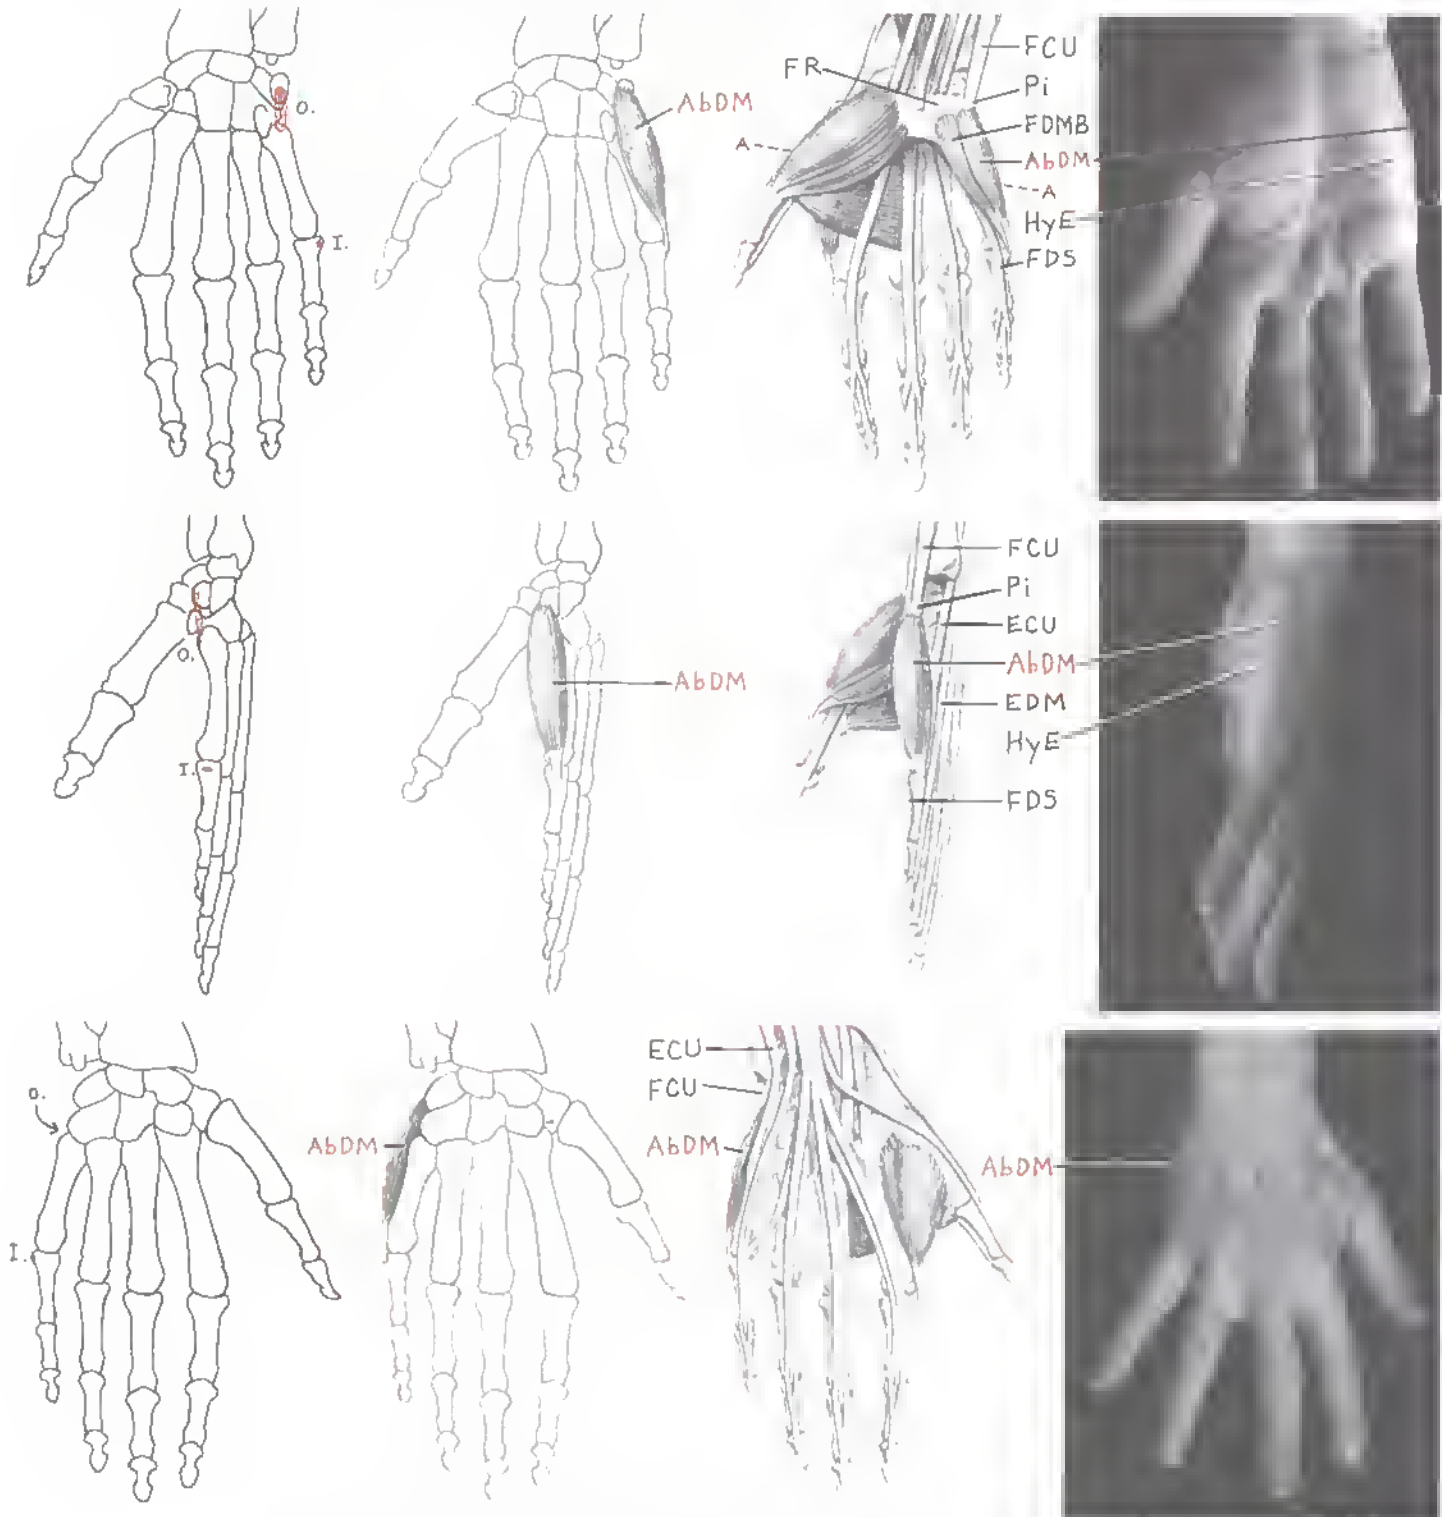 O.
I.
AbDM
FR
A
FCU
Pi
FDMB
AbDM
A
HyE
FDS
O.
I.
AbDM
FCU
Pi
ECU
AbDM
EDM
HyE
FDS
O.
I.
AbDM
ECU
FCU
AbDM
AbDM